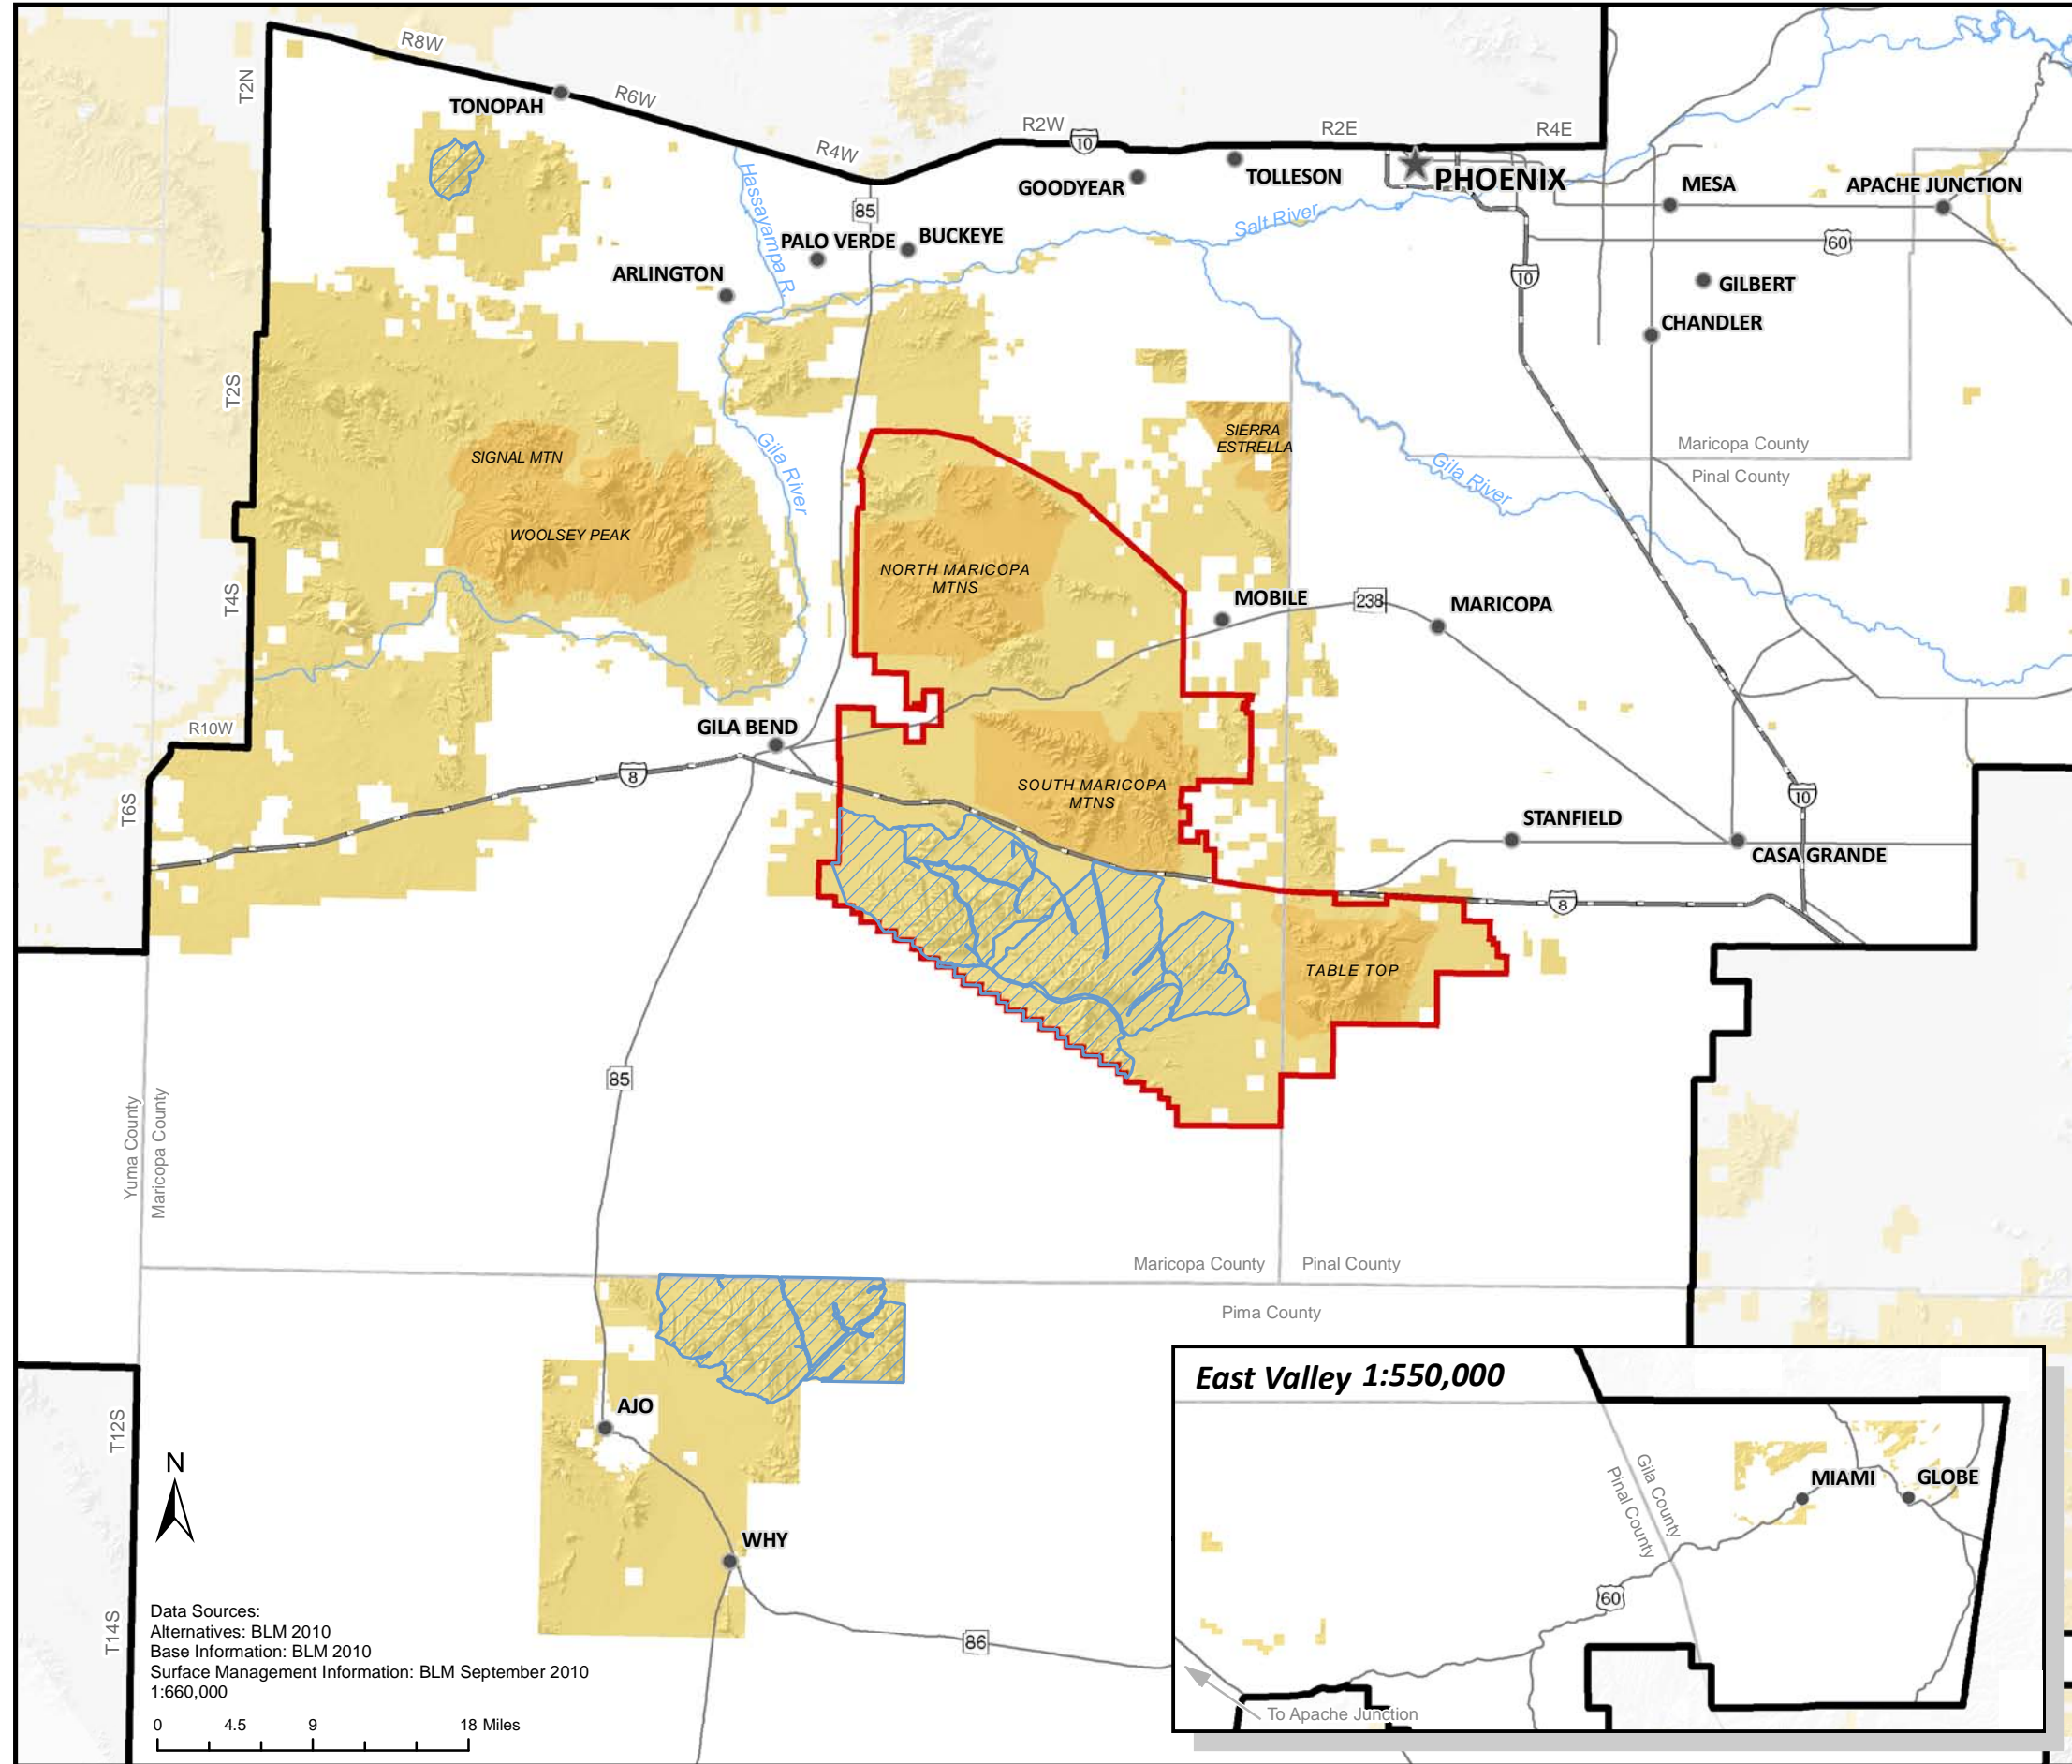 R8W
T2N
TONOPAH
R6W
R4W
R2W
10
R2E
R4E
TOLLESON
GOODYEAR
PHOENIX
MESA
APACHE JUNCTION
Hassayampa R.
85
Salt River
PALO VERDE
BUCKEYE
60
ARLINGTON
10
GILBERT
CHANDLER
T2S
Gila River
SIGNAL MTN
SIERRA
ESTRELLA
Maricopa County
Pinal County
Gila River
WOOLSEY PEAK
NORTH MARICOPA
MTNS
T4S
MOBILE
238
MARICOPA
R10W
GILA BEND
8
T6S
SOUTH MARICOPA
MTNS
10
STANFIELD
CASA GRANDE
8
TABLE TOP
85
Yuma County
Maricopa County
Maricopa County
Pinal County
Pima County
AJO
T12S
N
WHY
T14S
86
Data Sources:
Alternatives: BLM 2010
Base Information: BLM 2010
Surface Management Information: BLM September 2010
1:660,000
0 4.5 9 18 Miles
East Valley 1:550,000
Gila County
Pinal County
MIAMI
GLOBE
60
To Apache Junction